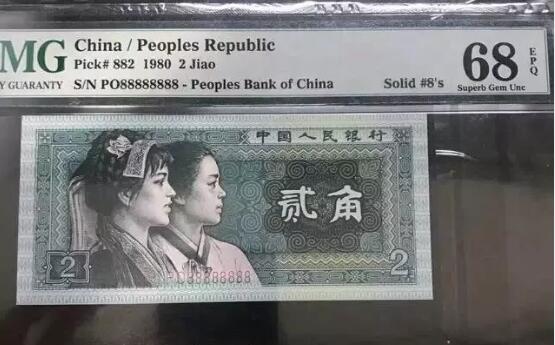 MG
China / Peoples Republic
Pick# 882 1980 2 Jiao
Y GUARANTY
S/N PO88888888 - Peoples Bank of China
Solid #8's
68
EPQ
Superb Gem Unc
中国人民银行
贰角
PO88888888
2
2